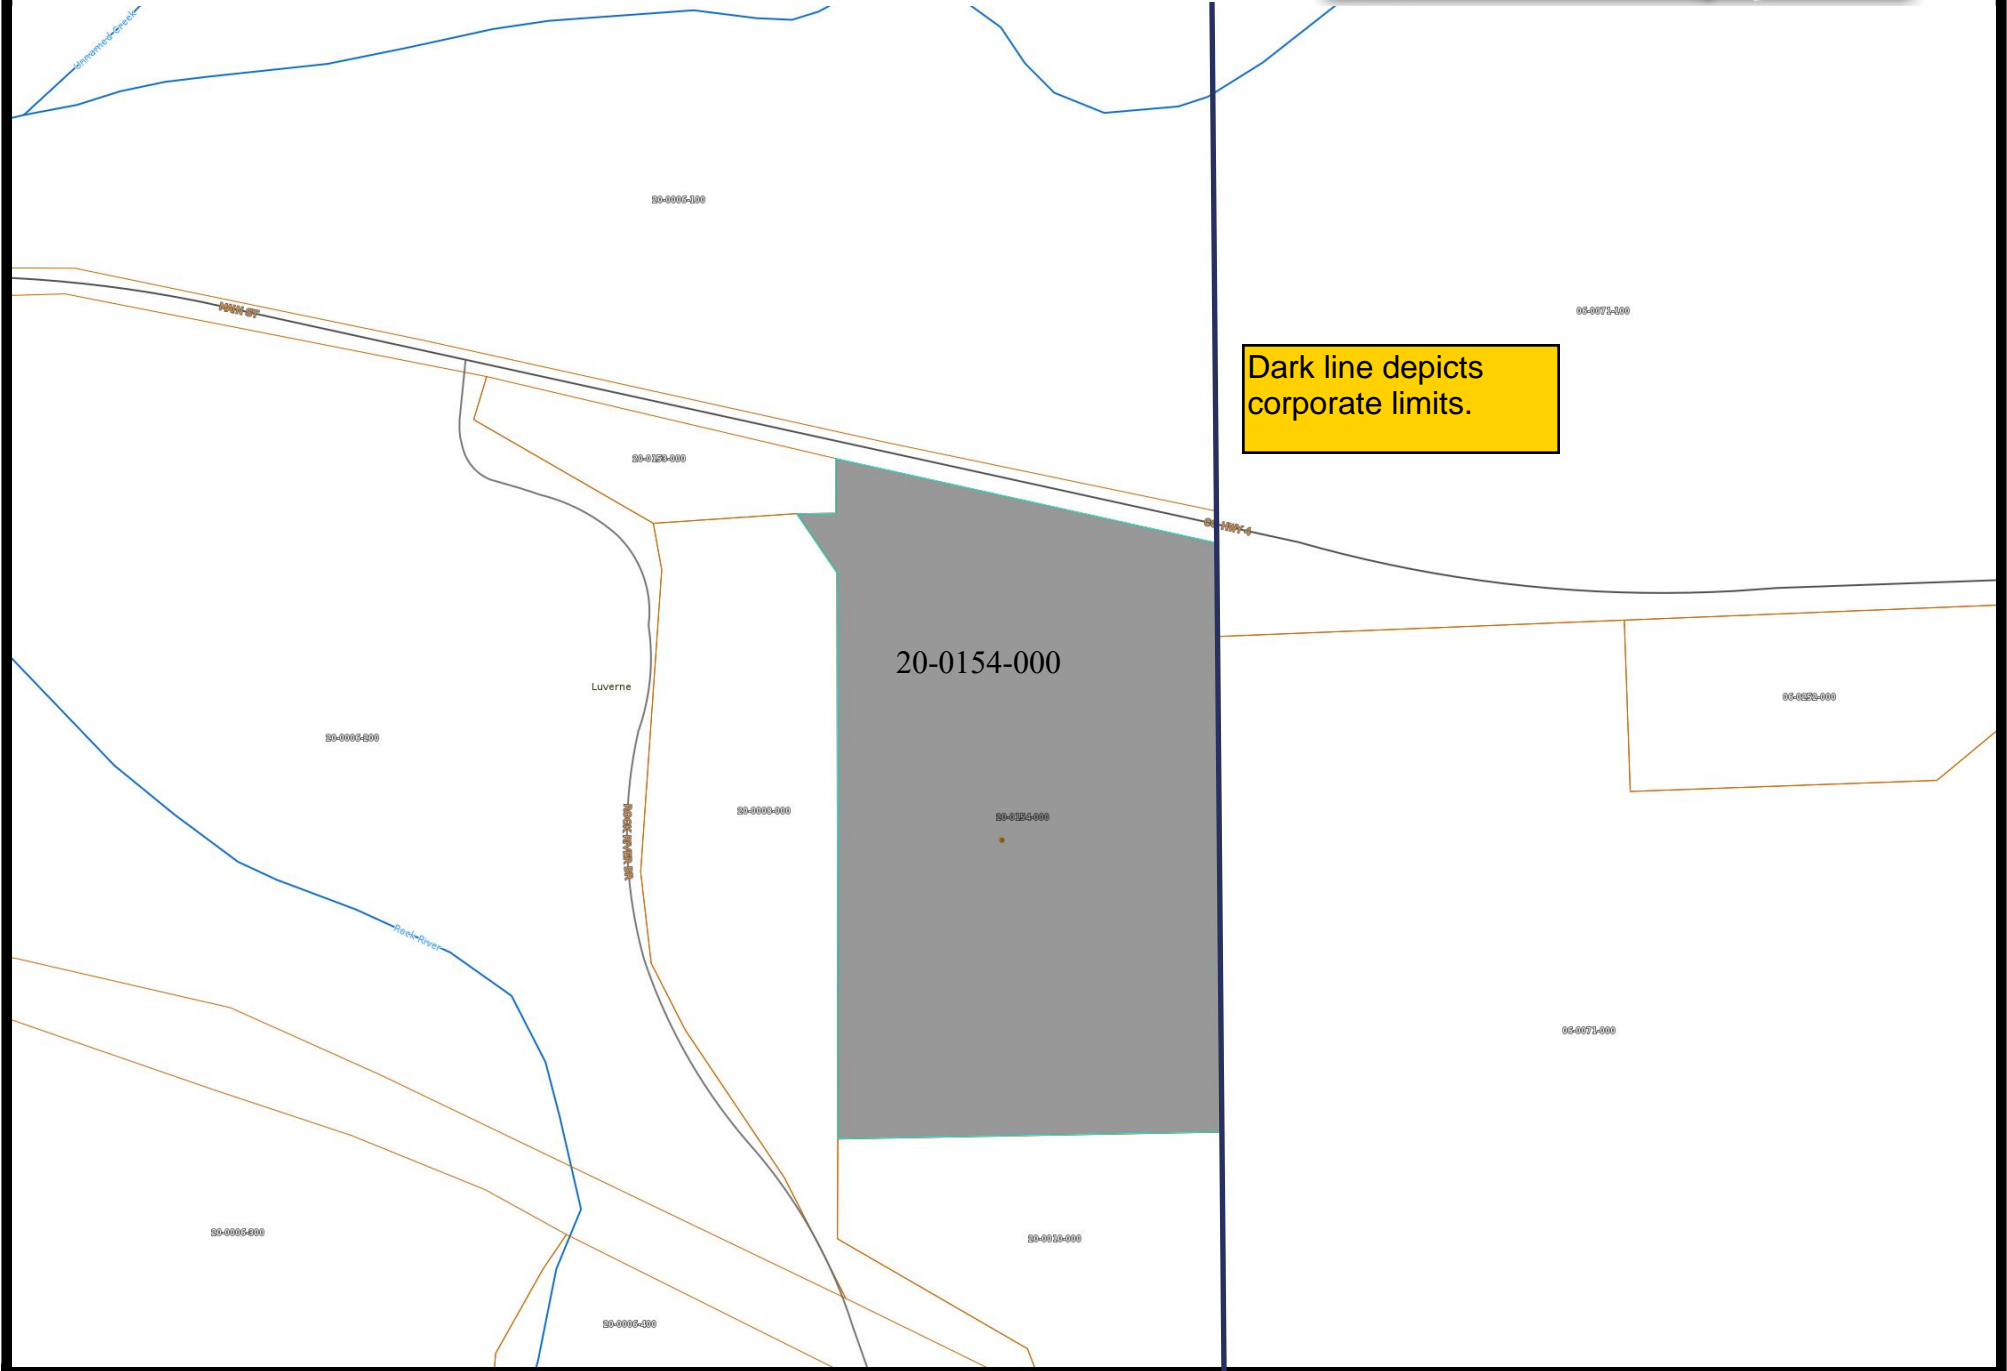 Unnamed Creek
20-0006-100
MAIN ST
06-0071-100
Dark line depicts
corporate limits.
20-0153-000
CO HWY 4
20-0154-000
Luverne
06-0252-000
20-0006-200
20-0008-000
20-0154-000
ROCK RIVER DR
Rock River
06-0071-000
20-0006-300
20-0010-000
20-0006-400